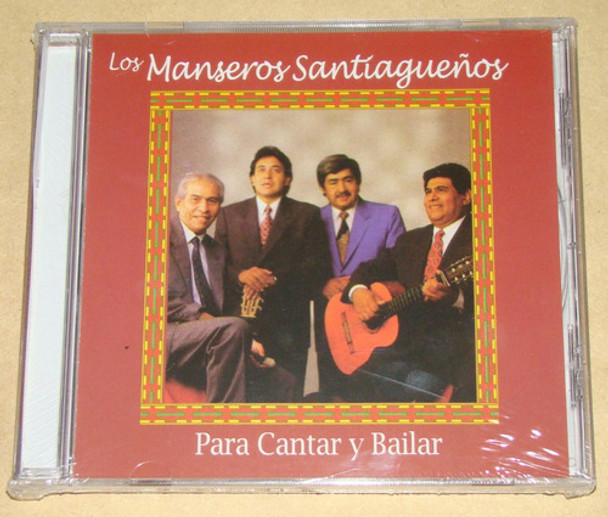 Los Manseros Santiagueños
Para Cantar y Bailar